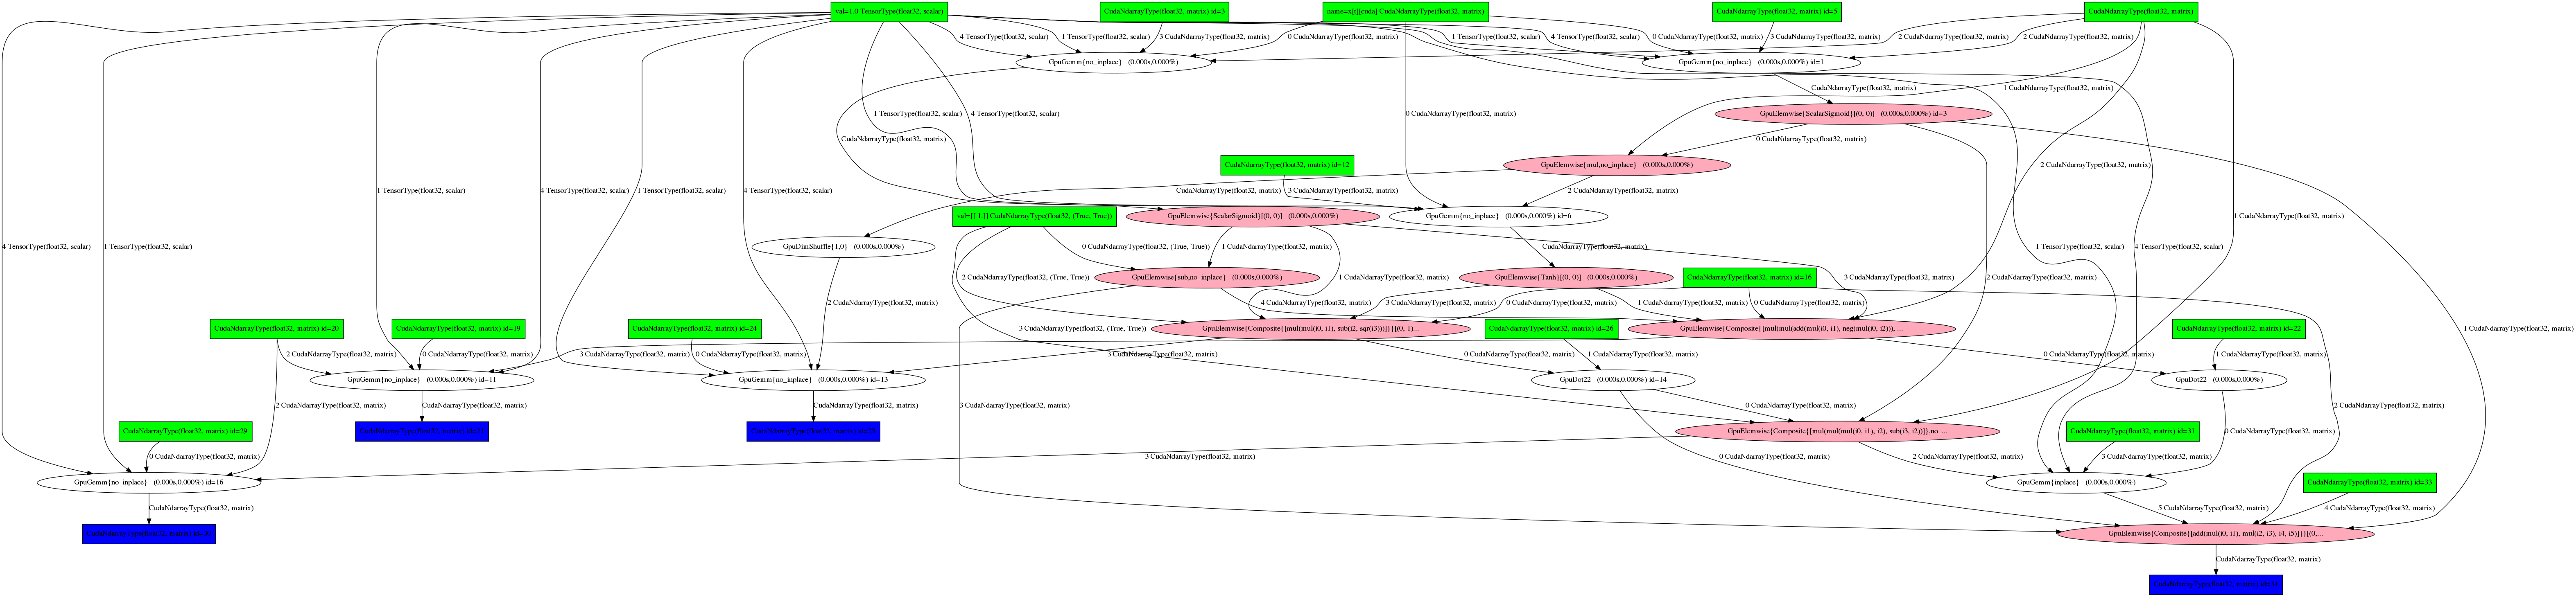 val=1.0 TensorType(float32, scalar)
CudaNdarrayType(float32, matrix) id=3
name=x[t][cuda] CudaNdarrayType(float32, matrix)
CudaNdarrayType(float32, matrix) id=5
CudaNdarrayType(float32, matrix)
4 TensorType(float32, scalar)
1 TensorType(float32, scalar)
3 CudaNdarrayType(float32, matrix)
0 CudaNdarrayType(float32, matrix)
1 TensorType(float32, scalar)
4 TensorType(float32, scalar)
0 CudaNdarrayType(float32, matrix)
3 CudaNdarrayType(float32, matrix)
2 CudaNdarrayType(float32, matrix)
2 CudaNdarrayType(float32, matrix)
GpuGemm{no_inplace} (0.000s,0.000%)
GpuGemm{no_inplace} (0.000s,0.000%) id=1
CudaNdarrayType(float32, matrix)
1 CudaNdarrayType(float32, matrix)
1 TensorType(float32, scalar)
4 TensorType(float32, scalar)
0 CudaNdarrayType(float32, matrix)
GpuElemwise{ScalarSigmoid}[(0, 0)] (0.000s,0.000%) id=3
CudaNdarrayType(float32, matrix)
0 CudaNdarrayType(float32, matrix)
CudaNdarrayType(float32, matrix) id=12
GpuElemwise{mul,no_inplace} (0.000s,0.000%)
2 CudaNdarrayType(float32, matrix)
1 TensorType(float32, scalar)
4 TensorType(float32, scalar)
1 TensorType(float32, scalar)
4 TensorType(float32, scalar)
CudaNdarrayType(float32, matrix)
3 CudaNdarrayType(float32, matrix)
2 CudaNdarrayType(float32, matrix)
val=[[ 1.]] CudaNdarrayType(float32, (True, True))
GpuElemwise{ScalarSigmoid}[(0, 0)] (0.000s,0.000%)
GpuGemm{no_inplace} (0.000s,0.000%) id=6
1 CudaNdarrayType(float32, matrix)
4 TensorType(float32, scalar)
1 TensorType(float32, scalar)
GpuDimShuffle{1,0} (0.000s,0.000%)
0 CudaNdarrayType(float32, (True, True))
1 CudaNdarrayType(float32, matrix)
CudaNdarrayType(float32, matrix)
1 TensorType(float32, scalar)
4 TensorType(float32, scalar)
2 CudaNdarrayType(float32, (True, True))
GpuElemwise{sub,no_inplace} (0.000s,0.000%)
1 CudaNdarrayType(float32, matrix)
GpuElemwise{Tanh}[(0, 0)] (0.000s,0.000%)
CudaNdarrayType(float32, matrix) id=16
3 CudaNdarrayType(float32, matrix)
2 CudaNdarrayType(float32, matrix)
2 CudaNdarrayType(float32, matrix)
4 CudaNdarrayType(float32, matrix)
3 CudaNdarrayType(float32, matrix)
0 CudaNdarrayType(float32, matrix)
1 CudaNdarrayType(float32, matrix)
0 CudaNdarrayType(float32, matrix)
CudaNdarrayType(float32, matrix) id=20
CudaNdarrayType(float32, matrix) id=19
CudaNdarrayType(float32, matrix) id=24
3 CudaNdarrayType(float32, (True, True))
GpuElemwise{Composite{[mul(mul(i0, i1), sub(i2, sqr(i3)))]}}[(0, 1)...
CudaNdarrayType(float32, matrix) id=26
GpuElemwise{Composite{[mul(mul(add(mul(i0, i1), neg(mul(i0, i2))), ...
CudaNdarrayType(float32, matrix) id=22
1 CudaNdarrayType(float32, matrix)
2 CudaNdarrayType(float32, matrix)
0 CudaNdarrayType(float32, matrix)
0 CudaNdarrayType(float32, matrix)
3 CudaNdarrayType(float32, matrix)
3 CudaNdarrayType(float32, matrix)
0 CudaNdarrayType(float32, matrix)
1 CudaNdarrayType(float32, matrix)
0 CudaNdarrayType(float32, matrix)
1 CudaNdarrayType(float32, matrix)
GpuGemm{no_inplace} (0.000s,0.000%) id=11
GpuGemm{no_inplace} (0.000s,0.000%) id=13
GpuDot22 (0.000s,0.000%) id=14
GpuDot22 (0.000s,0.000%)
2 CudaNdarrayType(float32, matrix)
CudaNdarrayType(float32, matrix)
CudaNdarrayType(float32, matrix)
3 CudaNdarrayType(float32, matrix)
0 CudaNdarrayType(float32, matrix)
2 CudaNdarrayType(float32, matrix)
CudaNdarrayType(float32, matrix) id=29
GpuElemwise{Composite{[mul(mul(mul(i0, i1), i2), sub(i3, i2))]},no_...
CudaNdarrayType(float32, matrix) id=31
0 CudaNdarrayType(float32, matrix)
0 CudaNdarrayType(float32, matrix)
3 CudaNdarrayType(float32, matrix)
0 CudaNdarrayType(float32, matrix)
2 CudaNdarrayType(float32, matrix)
3 CudaNdarrayType(float32, matrix)
GpuGemm{no_inplace} (0.000s,0.000%) id=16
GpuGemm{inplace} (0.000s,0.000%)
CudaNdarrayType(float32, matrix) id=33
CudaNdarrayType(float32, matrix)
5 CudaNdarrayType(float32, matrix)
4 CudaNdarrayType(float32, matrix)
GpuElemwise{Composite{[add(mul(i0, i1), mul(i2, i3), i4, i5)]}}[(0,...
CudaNdarrayType(float32, matrix)